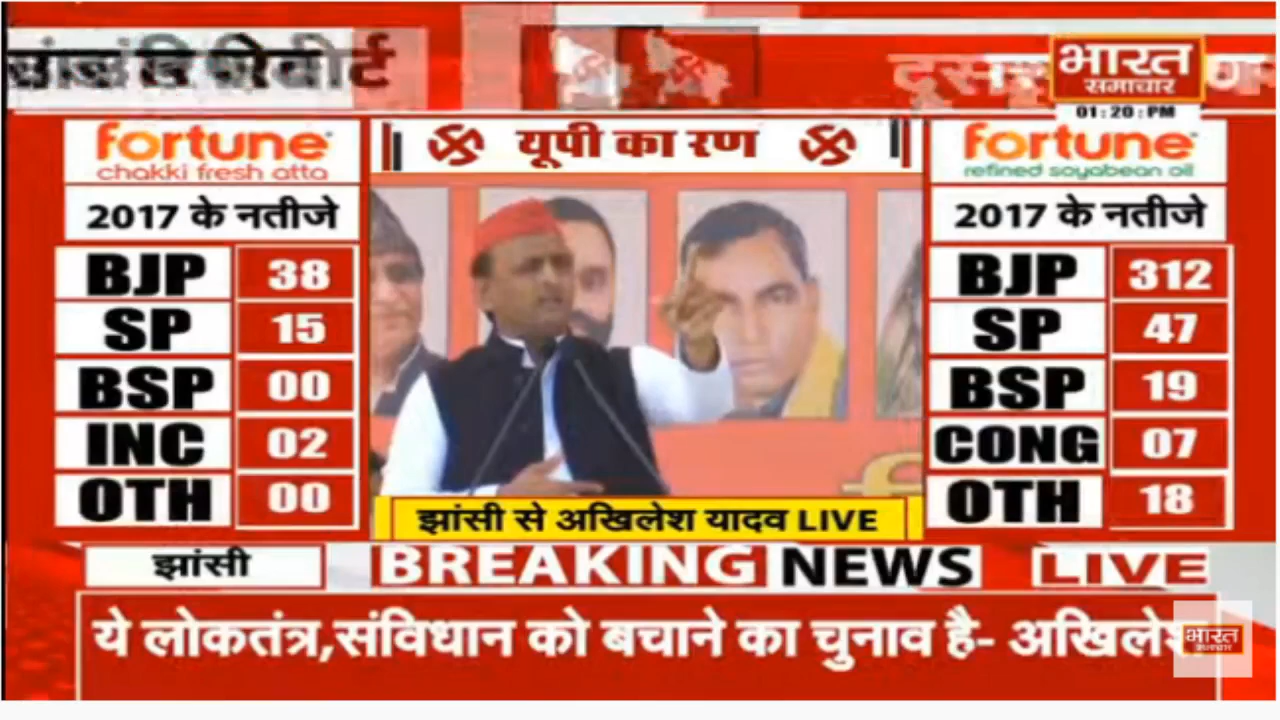 भारत
समाचार
01:20:PM
fortune
chakki fresh atta
2017 के नतीजे
BJP 38
SP 15
BSP 00
INC 02
OTH 00
यूपी का रण
झांसी से अखिलेश यादव LIVE
fortune
refined soyabean oil
2017 के नतीजे
BJP 312
SP 47
BSP 19
CONG 07
OTH 18
झांसी
BREAKING NEWS
LIVE
ये लोकतंत्र,संविधान को बचाने का चुनाव है- अखिलेश
भारत
समाचार